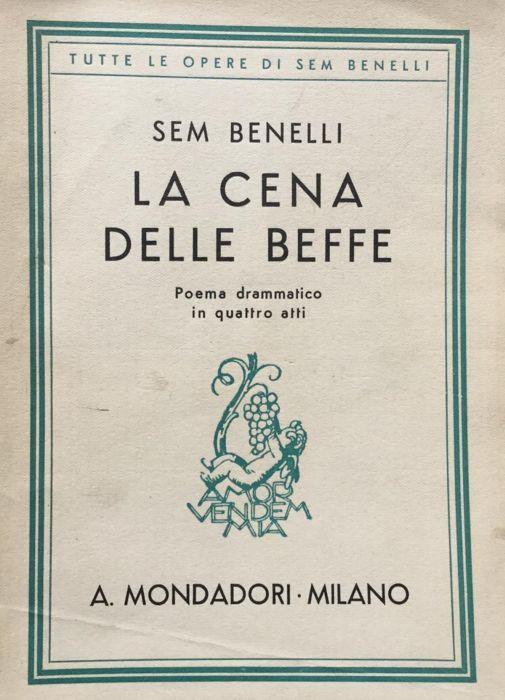 TUTTE LE OPERE DI SEM BENELLI
SEM BENELLI
LA CENA
DELLE BEFFE
Poema drammatico
in quattro atti
AMOR
VENDEM
MIA
A. MONDADORI · MILANO